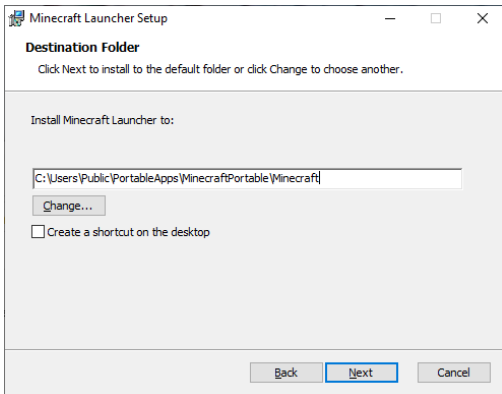 Minecraft Launcher Setup
Destination Folder
Click Next to install to the default folder or click Change to choose another.
Install Minecraft Launcher to:
C:\Users\Public\PortableApps\MinecraftPortable\Minecraft
Change...
Create a shortcut on the desktop
Back Next Cancel